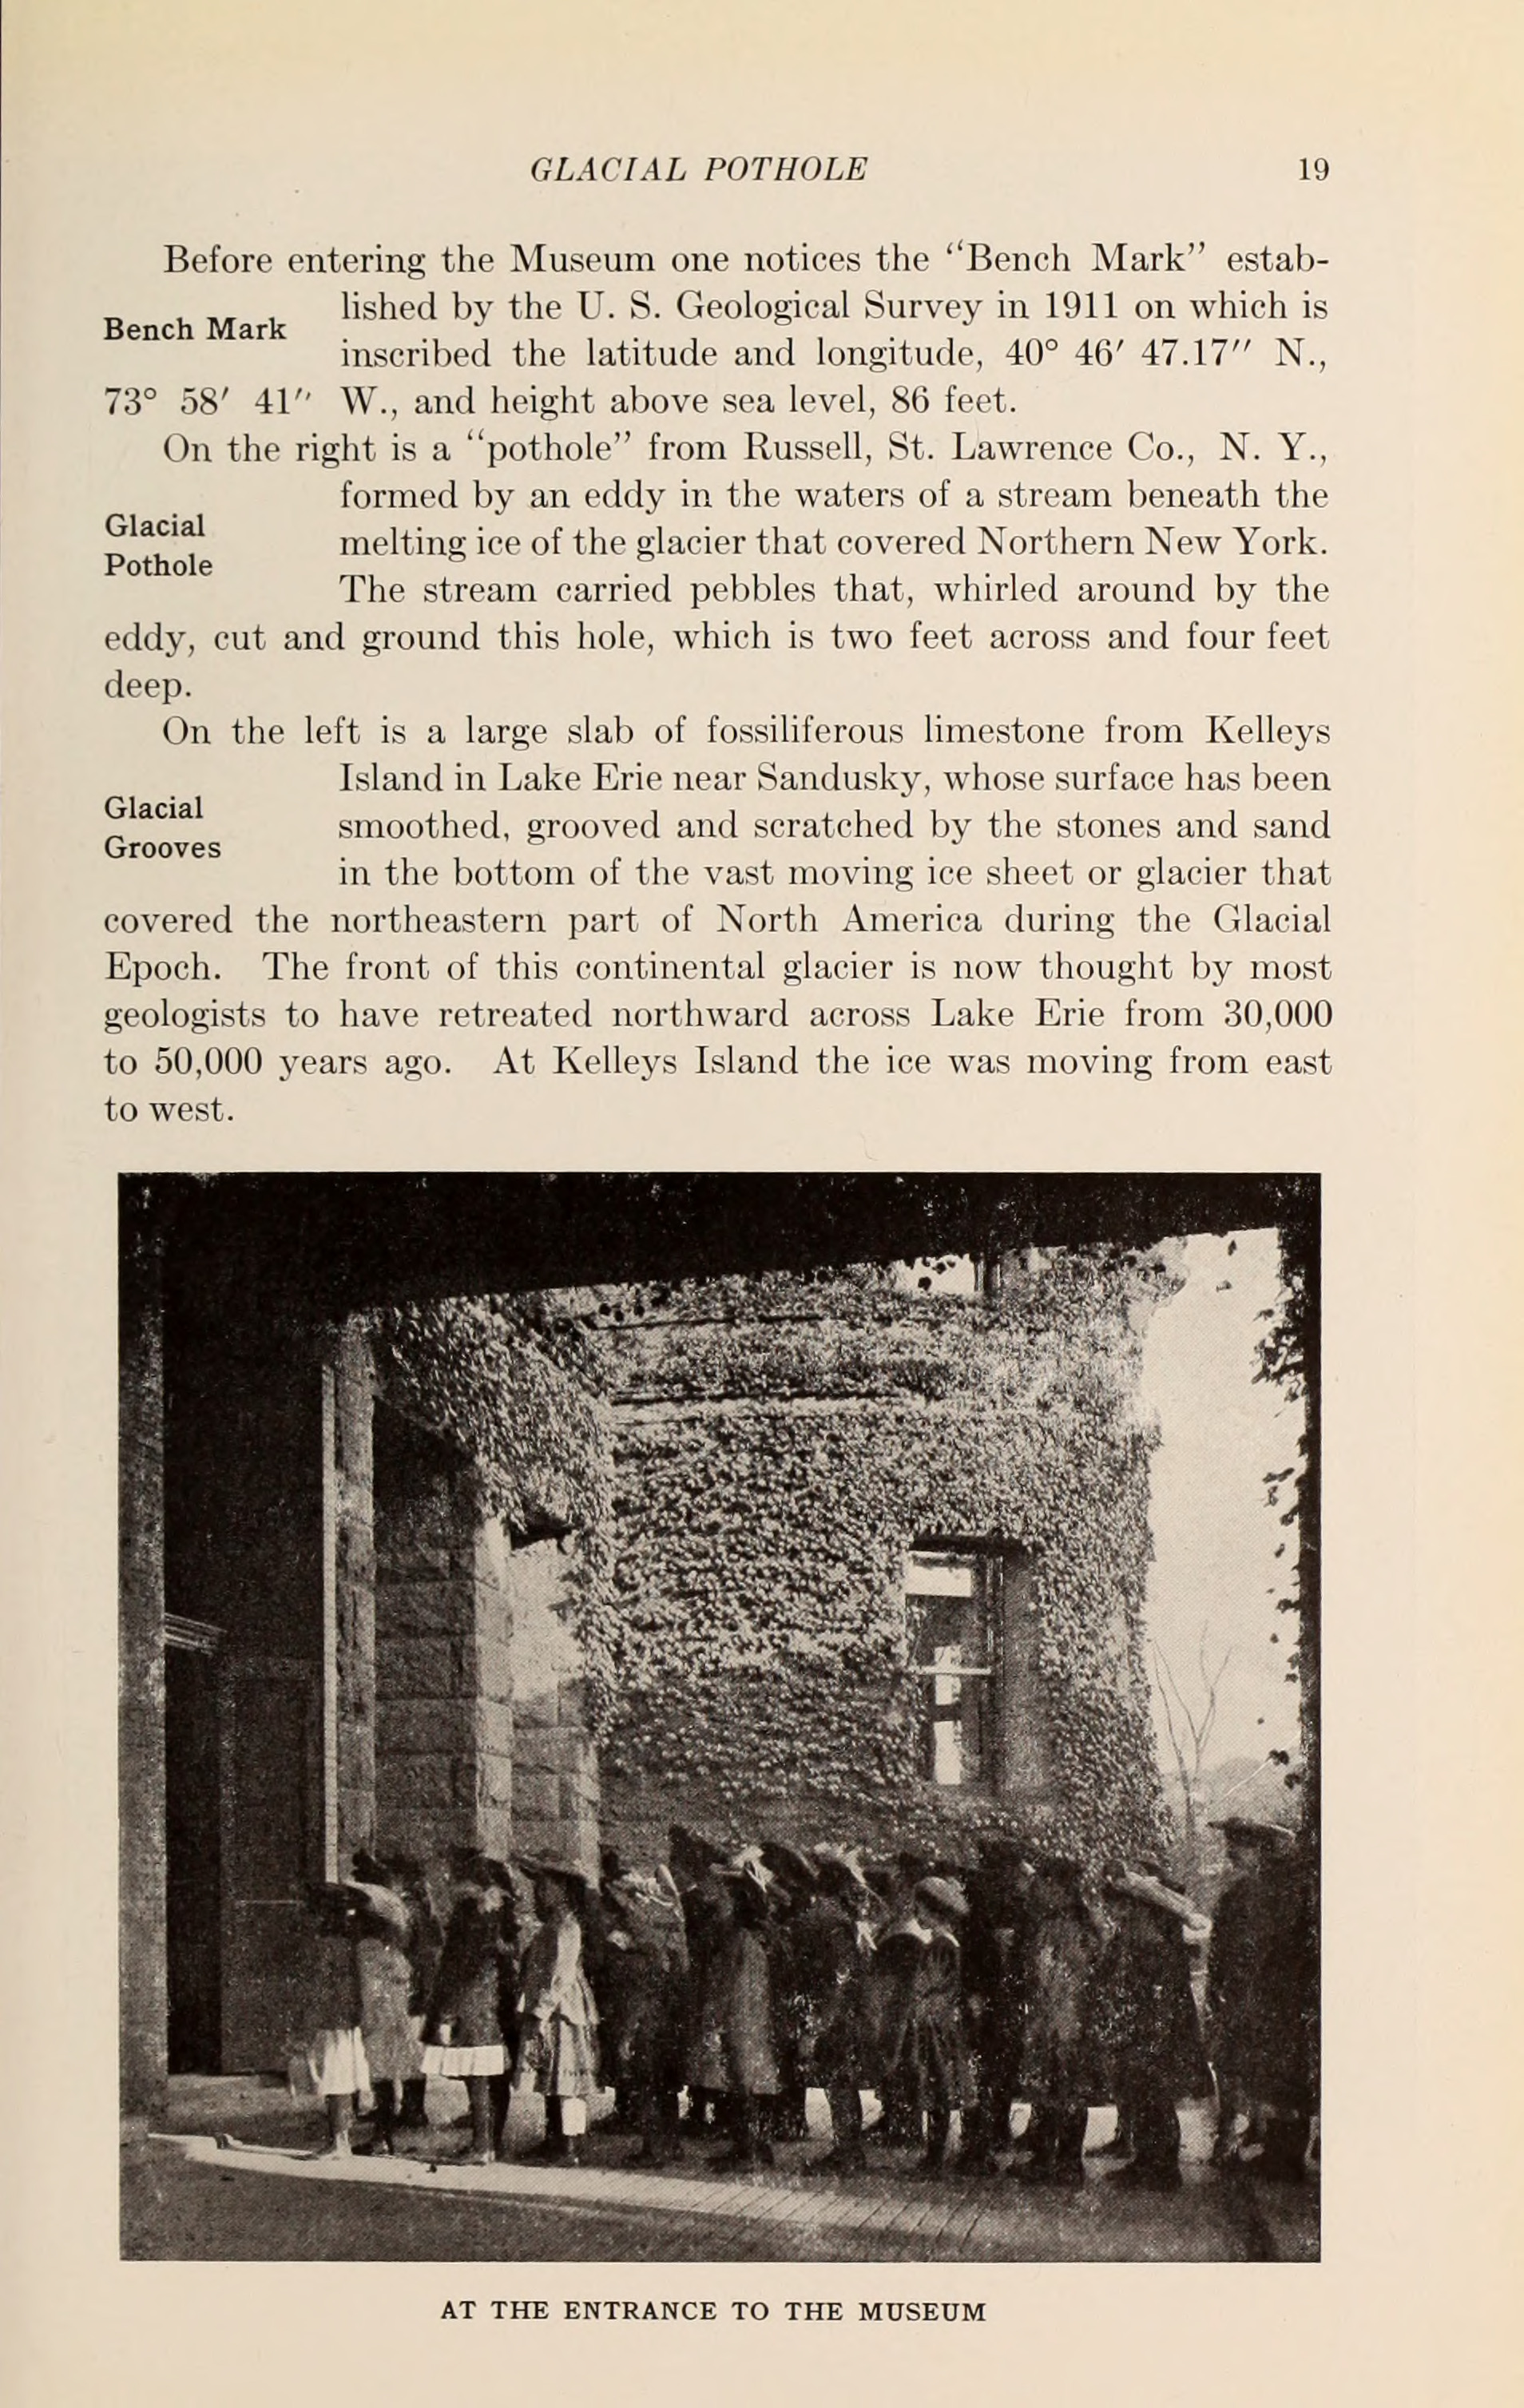 GLACIAL POTHOLE 19
Before entering the Museum one notices the “Bench Mark” estab-
lished by the U. S. Geological Survey in 1911 on which is
Bench Mark
inscribed the latitude and longitude, 40° 46′ 47.17″ N.,
73° 58′ 41″ W., and height above sea level, 86 feet.
On the right is a “pothole” from Russell, St. Lawrence Co., N. Y.,
formed by an eddy in the waters of a stream beneath the
Glacial
melting ice of the glacier that covered Northern New York.
Pothole
The stream carried pebbles that, whirled around by the
eddy, cut and ground this hole, which is two feet across and four feet
deep.
On the left is a large slab of fossiliferous limestone from Kelleys
Island in Lake Erie near Sandusky, whose surface has been
Glacial
smoothed, grooved and scratched by the stones and sand
Grooves
in the bottom of the vast moving ice sheet or glacier that
covered the northeastern part of North America during the Glacial
Epoch. The front of this continental glacier is now thought by most
geologists to have retreated northward across Lake Erie from 30,000
to 50,000 years ago. At Kelleys Island the ice was moving from east
to west.
AT THE ENTRANCE TO THE MUSEUM